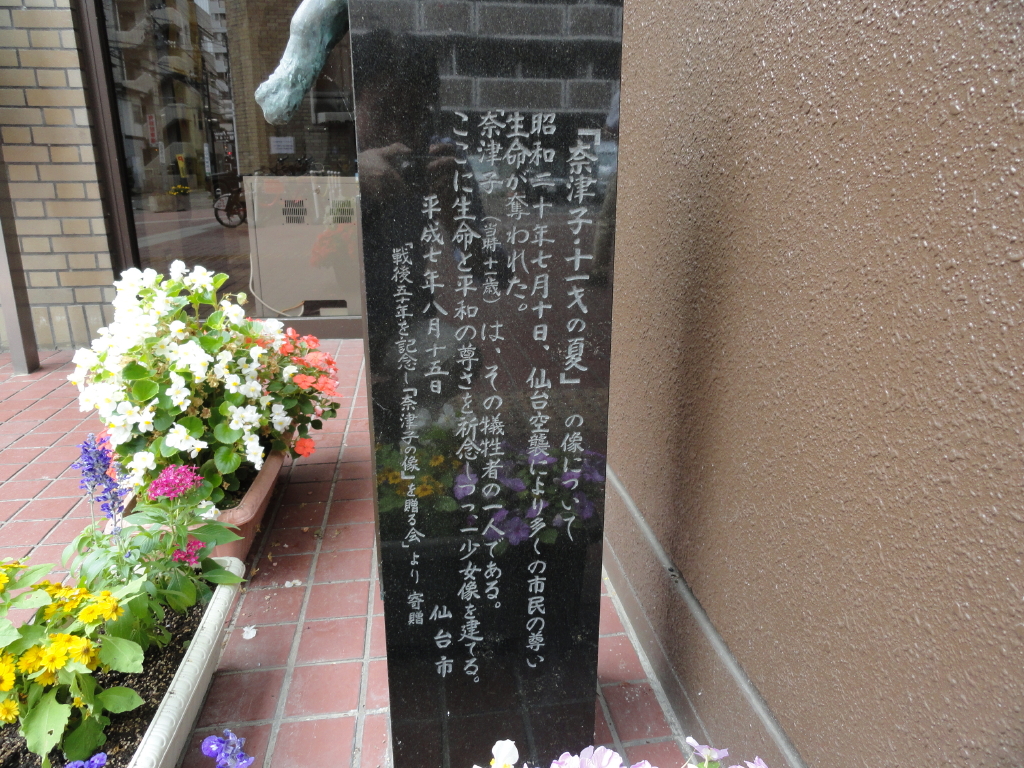 『奈津子・十一才の夏』の像について
昭和二十年七月十日、仙台空襲により多くの市民の尊い
生命が奪われた。
奈津子（当時十一歳）は、その犠牲者の一人である。
ここに生命と平和の尊さを祈念しつつ一少女像を建てる。
平成七年八月十五日
仙台市
「戦後五十年を記念し「奈津子の像」を贈る会」より寄贈